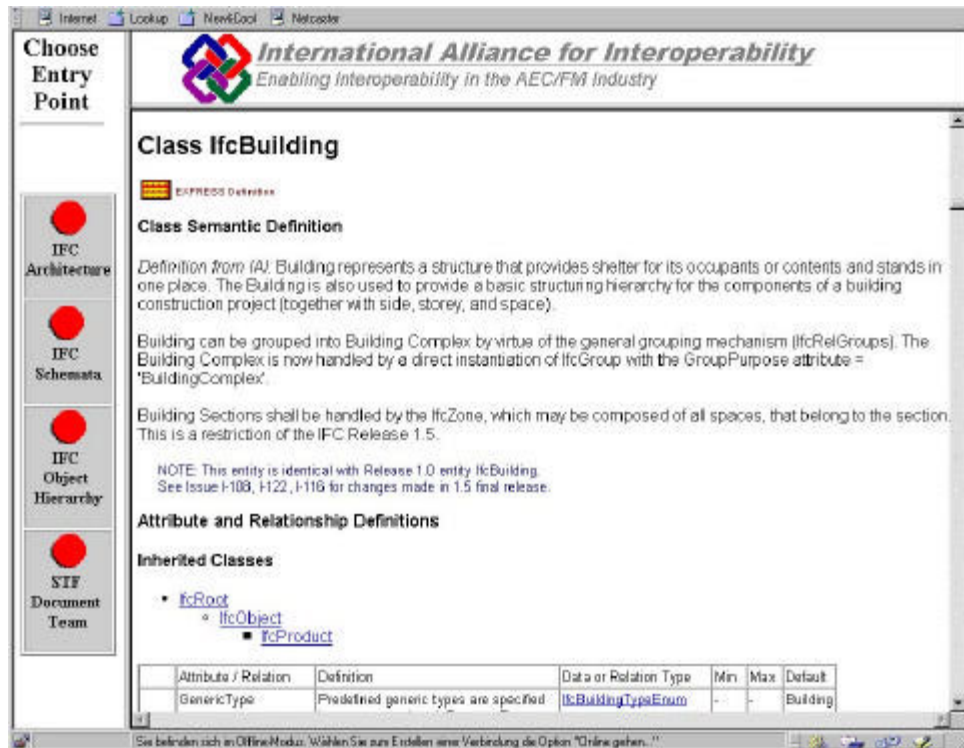 Internet Lookup New&Cool Netcaster
Choose
Entry
Point
International Alliance for Interoperability
Enabling Interoperability in the AEC/FM Industry
IFC
Architecture
IFC
Schemata
IFC
Object
Hierarchy
STF
Document
Team
Class IfcBuilding
EXPRESS Definition
Class Semantic Definition
Definition from IAI: Building represents a structure that provides shelter for its occupants or contents and stands in
one place. The Building is also used to provide a basic structuring hierarchy for the components of a building
construction project (together with side, storey, and space).
Building can be grouped into Building Complex by virtue of the general grouping mechanism (IfcRelGroups). The
Building Complex is now handled by a direct instantiation of IfcGroup with the GroupPurpose attribute =
'BuildingComplex'.
Building Sections shall be handled by the IfcZone, which may be composed of all spaces, that belong to the section.
This is a restriction of the IFC Release 1.5.
NOTE: This entity is identical with Release 1.0 entity IfcBuilding.
See Issue I-108, I-122, I-116 for changes made in 1.5 final release.
Attribute and Relationship Definitions
Inherited Classes
IfcRoot
IfcObject
IfcProduct
Attribute / Relation Definition Data or Relation Type Min Max Default
GenericType Predefined generic types are specified IfcBuildingTypeEnum - - Building
Sie befinden sich im Offline-Modus. Wählen Sie zum Erstellen einer Verbindung die Option "Online gehen..."